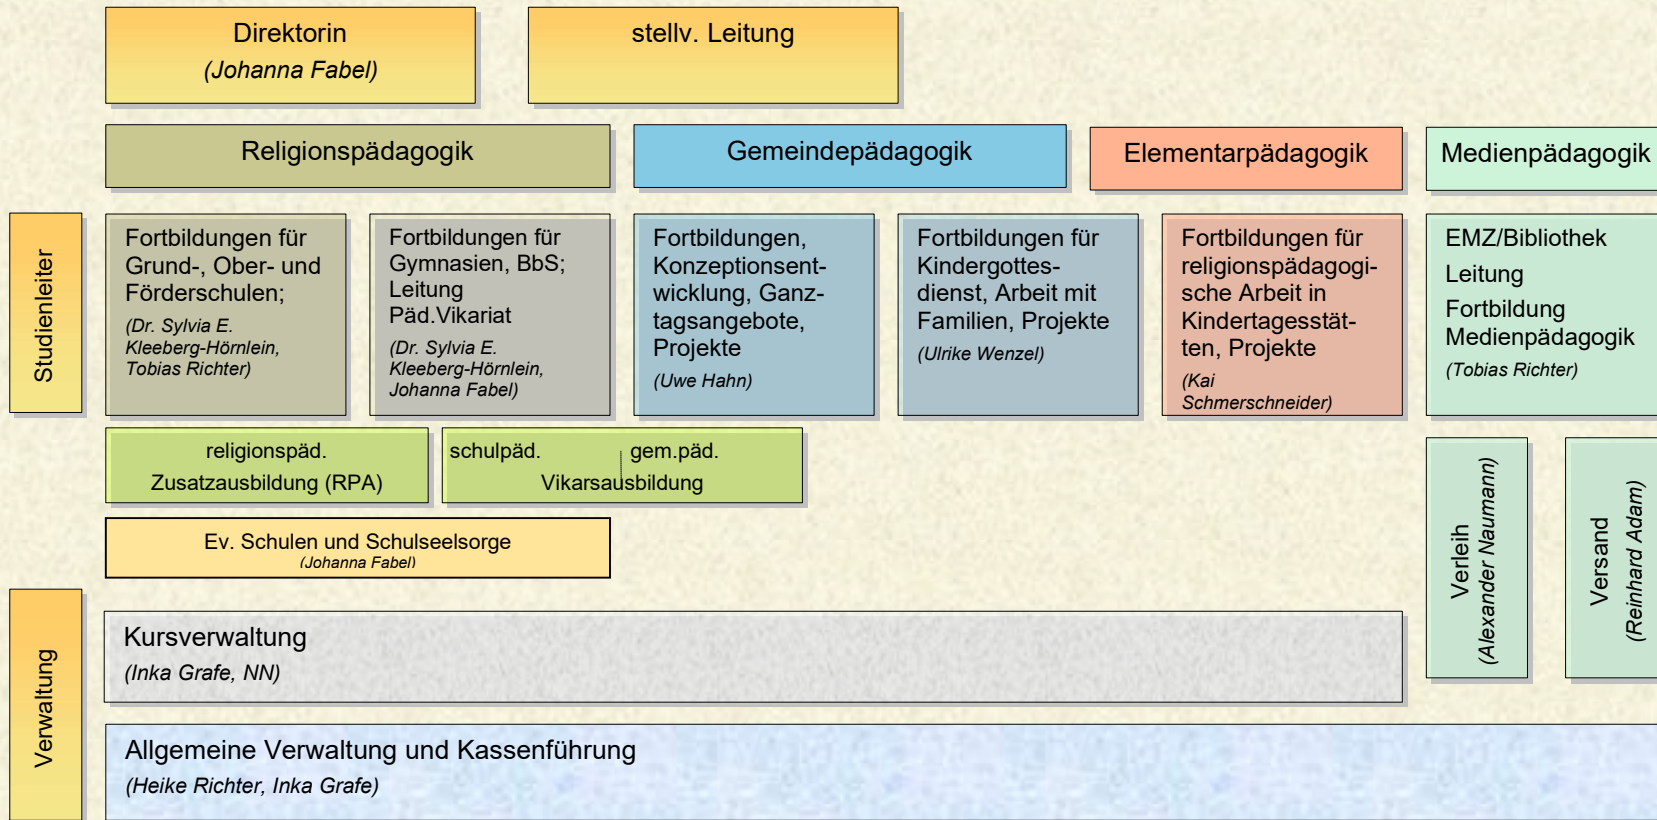 Direktorin
(Johanna Fabel)
stellv. Leitung
Religionspädagogik
Gemeindepädagogik
Elementarpädagogik
Medienpädagogik
Studienleiter
Fortbildungen für
Grund-, Ober- und
Förderschulen;
(Dr. Sylvia E.
Kleeberg-Hörnlein,
Tobias Richter)
Fortbildungen für
Gymnasien, BbS;
Leitung
Päd.Vikariat
(Dr. Sylvia E.
Kleeberg-Hörnlein,
Johanna Fabel)
Fortbildungen,
Konzeptionsent-
wicklung, Ganz-
tagsangebote,
Projekte
(Uwe Hahn)
Fortbildungen für
Kindergottes-
dienst, Arbeit mit
Familien, Projekte
(Ulrike Wenzel)
Fortbildungen für
religionspädagogi-
sche Arbeit in
Kindertagesstät-
ten, Projekte
(Kai
Schmerschneider)
EMZ/Bibliothek
Leitung
Fortbildung
Medienpädagogik
(Tobias Richter)
religionspäd.
Zusatzausbildung (RPA)
schulpäd. gem.päd.
Vikarsausbildung
Ev. Schulen und Schulseelsorge
(Johanna Fabel)
Verleih
(Alexander Naumann)
Versand
(Reinhard Adam)
Verwaltung
Kursverwaltung
(Inka Grafe, NN)
Allgemeine Verwaltung und Kassenführung
(Heike Richter, Inka Grafe)